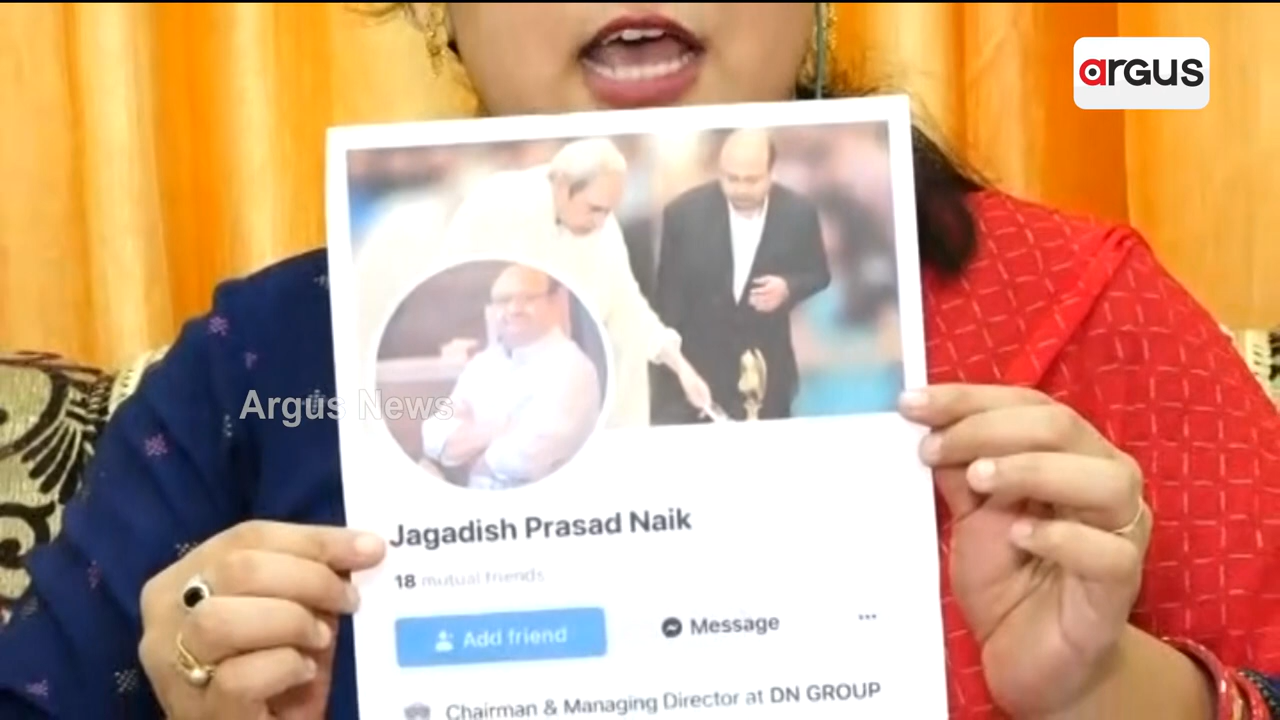 argus
Argus News
Jagadish Prasad Naik
18 mutual friends
Add friend
Message
...
Chairman & Managing Director at DN GROUP